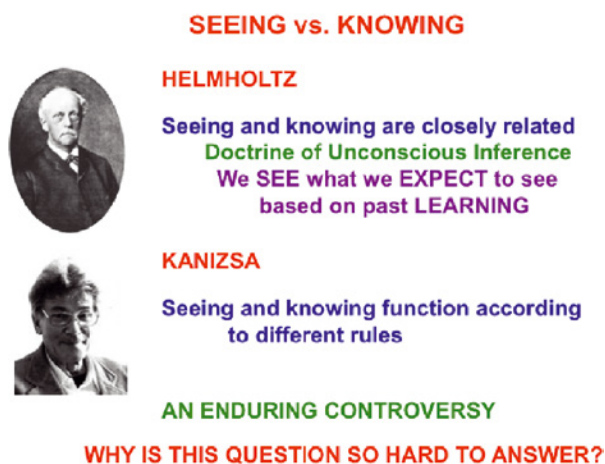 SEEING vs. KNOWING
HELMHOLTZ
Seeing and knowing are closely related
Doctrine of Unconscious Inference
We SEE what we EXPECT to see
based on past LEARNING
KANIZSA
Seeing and knowing function according
to different rules
AN ENDURING CONTROVERSY
WHY IS THIS QUESTION SO HARD TO ANSWER?